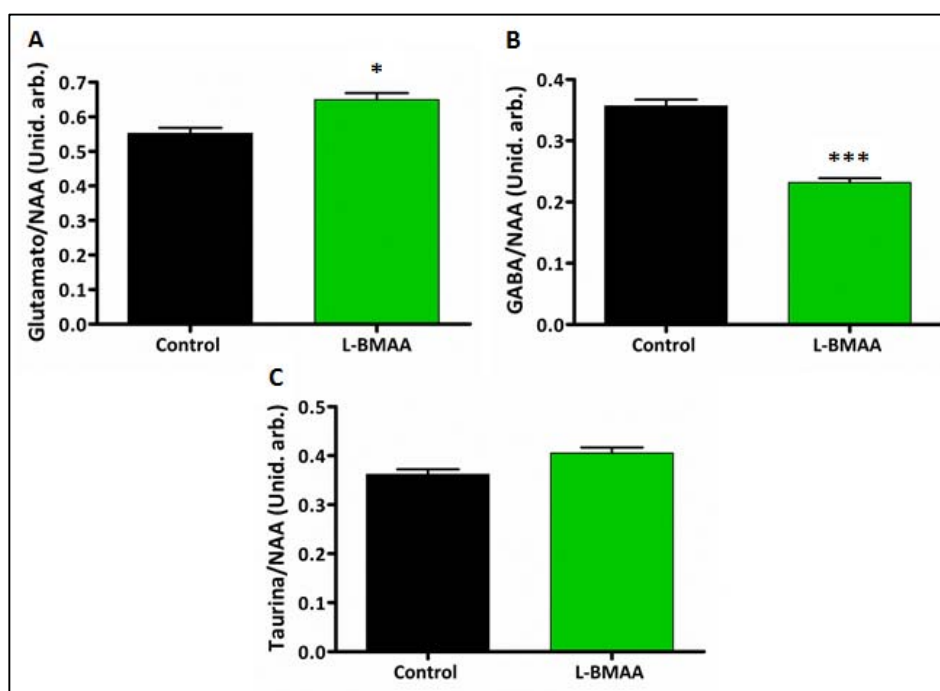 A
Glutamato/NAA (Unid. arb.)
0.7
0.6
0.5
0.4
0.3
0.2
0.1
0.0
*
Control
L-BMAA
B
GABA/NAA (Unid. arb.)
0.4
0.3
0.2
0.1
0.0
***
Control
L-BMAA
C
Taurina/NAA (Unid. arb.)
0.5
0.4
0.3
0.2
0.1
0.0
Control
L-BMAA